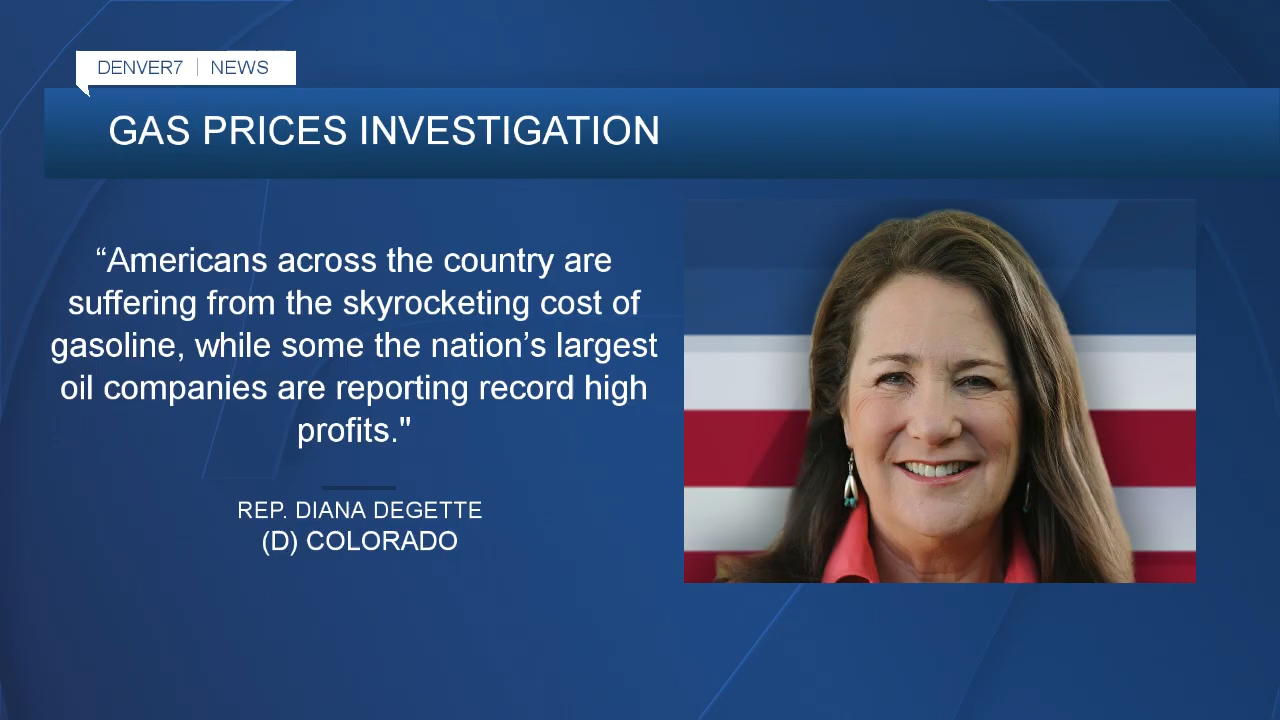 DENVER7 | NEWS
GAS PRICES INVESTIGATION
“Americans across the country are
suffering from the skyrocketing cost of
gasoline, while some the nation’s largest
oil companies are reporting record high
profits."
REP. DIANA DEGETTE
(D) COLORADO